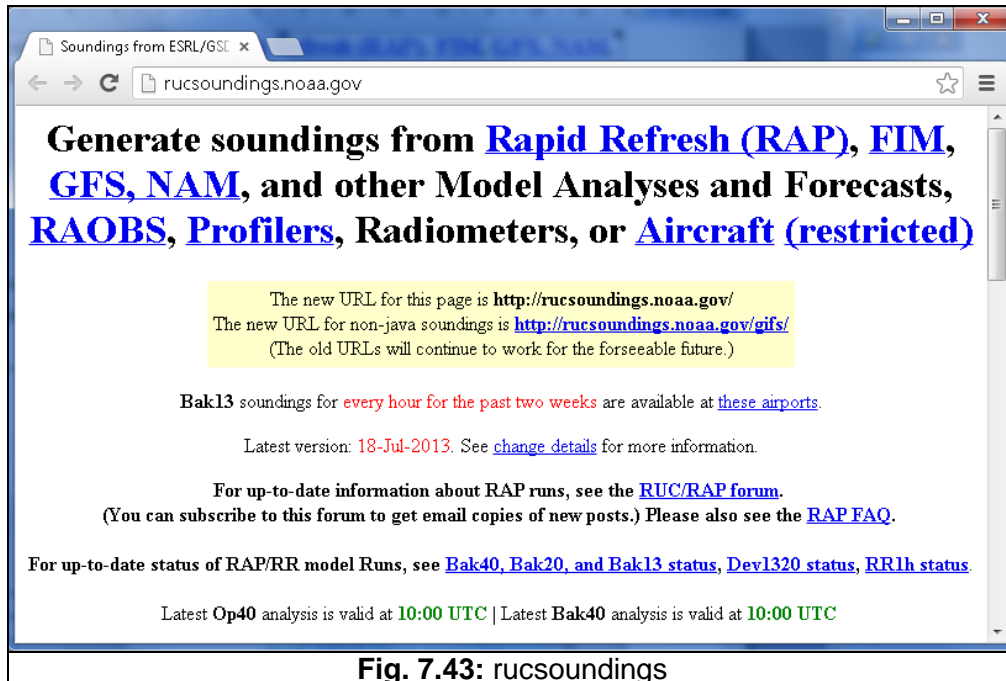 Soundings from ESRL/GSD
rucsoundings.noaa.gov
Generate soundings from Rapid Refresh (RAP), FIM,
GFS, NAM, and other Model Analyses and Forecasts,
RAOBS, Profilers, Radiometers, or Aircraft (restricted)
The new URL for this page is http://rucsoundings.noaa.gov/
The new URL for non-java soundings is http://rucsoundings.noaa.gov/gifs/
(The old URLs will continue to work for the forseeable future.)
Bak13 soundings for every hour for the past two weeks are available at these airports.
Latest version: 18-Jul-2013. See change details for more information.
For up-to-date information about RAP runs, see the RUC/RAP forum.
(You can subscribe to this forum to get email copies of new posts.) Please also see the RAP FAQ.
For up-to-date status of RAP/RR model Runs, see Bak40, Bak20, and Bak13 status, Dev1320 status, RR1h status.
Latest Op40 analysis is valid at 10:00 UTC | Latest Bak40 analysis is valid at 10:00 UTC
Fig. 7.43: rucsoundings